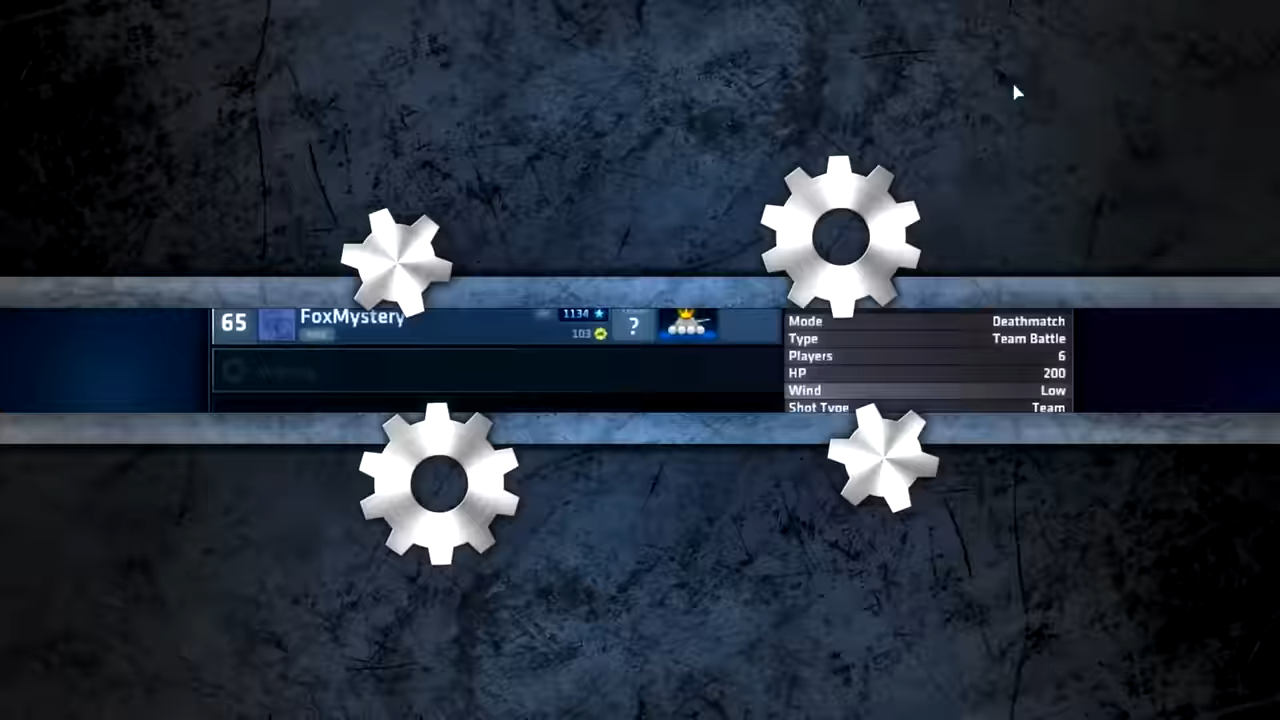 65 FoxMystery 1134 ?
103
Mode Deathmatch
Type Team Battle
Players 6
HP 200
Wind Low
Shot Type Team